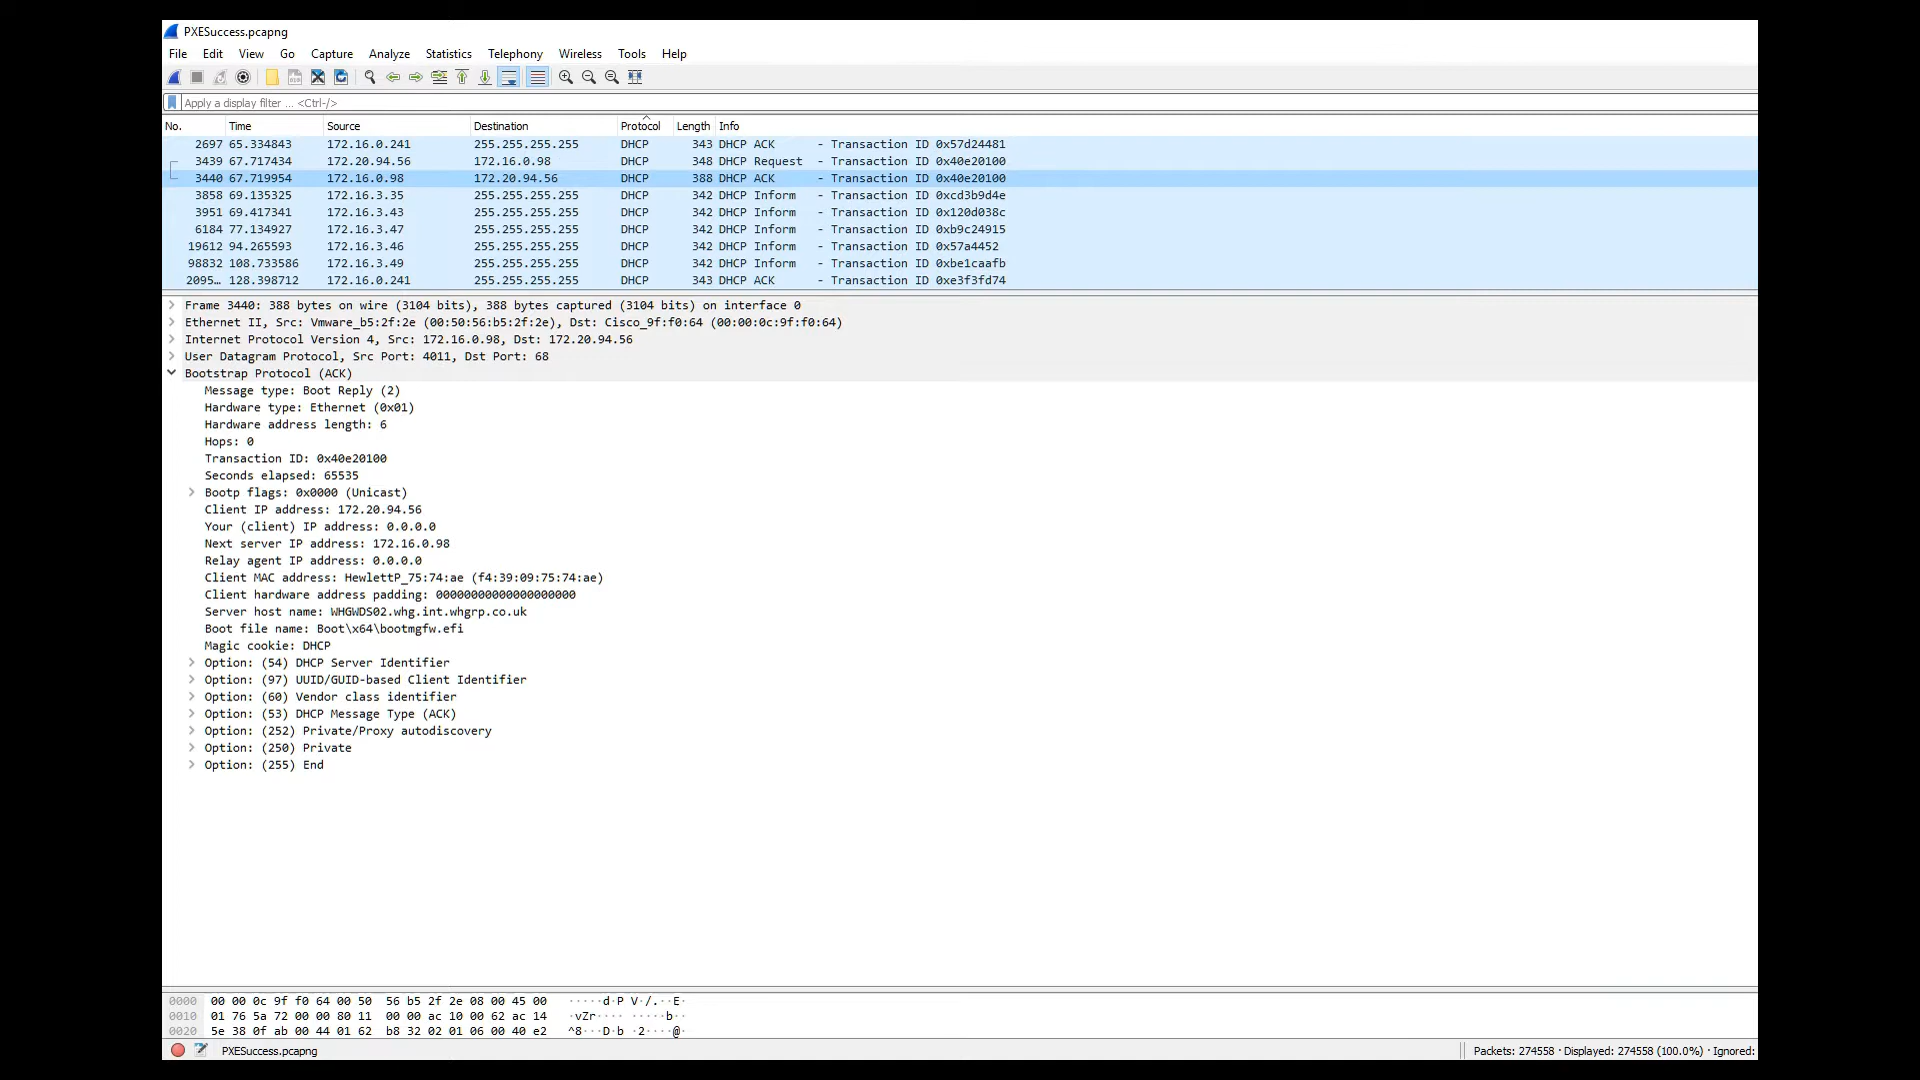 PXESuccess.pcapng
File Edit View Go Capture Analyze Statistics Telephony Wireless Tools Help
Apply a display filter ... <Ctrl-/>
No. Time Source Destination Protocol Length Info
2697 65.334843 172.16.0.241 255.255.255.255 DHCP 343 DHCP ACK - Transaction ID 0x57d24481
3439 67.717434 172.20.94.56 172.16.0.98 DHCP 348 DHCP Request - Transaction ID 0x40e20100
3440 67.719954 172.16.0.98 172.20.94.56 DHCP 388 DHCP ACK - Transaction ID 0x40e20100
3858 69.135325 172.16.3.35 255.255.255.255 DHCP 342 DHCP Inform - Transaction ID 0xcd3b9d4e
3951 69.417341 172.16.3.43 255.255.255.255 DHCP 342 DHCP Inform - Transaction ID 0x120d038c
6184 77.134927 172.16.3.47 255.255.255.255 DHCP 342 DHCP Inform - Transaction ID 0xb9c24915
19612 94.265593 172.16.3.46 255.255.255.255 DHCP 342 DHCP Inform - Transaction ID 0x57a4452
98832 108.733586 172.16.3.49 255.255.255.255 DHCP 342 DHCP Inform - Transaction ID 0xbe1caafb
2095… 128.398712 172.16.0.241 255.255.255.255 DHCP 343 DHCP ACK - Transaction ID 0xe3f3fd74
Frame 3440: 388 bytes on wire (3104 bits), 388 bytes captured (3104 bits) on interface 0
Ethernet II, Src: Vmware_b5:2f:2e (00:50:56:b5:2f:2e), Dst: Cisco_9f:f0:64 (00:00:0c:9f:f0:64)
Internet Protocol Version 4, Src: 172.16.0.98, Dst: 172.20.94.56
User Datagram Protocol, Src Port: 4011, Dst Port: 68
Bootstrap Protocol (ACK)
Message type: Boot Reply (2)
Hardware type: Ethernet (0x01)
Hardware address length: 6
Hops: 0
Transaction ID: 0x40e20100
Seconds elapsed: 65535
Bootp flags: 0x0000 (Unicast)
Client IP address: 172.20.94.56
Your (client) IP address: 0.0.0.0
Next server IP address: 172.16.0.98
Relay agent IP address: 0.0.0.0
Client MAC address: HewlettP_75:74:ae (f4:39:09:75:74:ae)
Client hardware address padding: 00000000000000000000
Server host name: WHGWDS02.whg.int.whgrp.co.uk
Boot file name: Boot\x64\bootmgfw.efi
Magic cookie: DHCP
Option: (54) DHCP Server Identifier
Option: (97) UUID/GUID-based Client Identifier
Option: (60) Vendor class identifier
Option: (53) DHCP Message Type (ACK)
Option: (252) Private/Proxy autodiscovery
Option: (250) Private
Option: (255) End
0000 00 00 0c 9f f0 64 00 50 56 b5 2f 2e 08 00 45 00 ·····d·P V·/.··E·
0010 01 76 5a 72 00 00 80 11 00 00 ac 10 00 62 ac 14 ·vZr···· ·····b··
0020 5e 38 0f ab 00 44 01 62 b8 32 02 01 06 00 40 e2 ^8···D·b ·2····@·
PXESuccess.pcapng
Packets: 274558 · Displayed: 274558 (100.0%) · Ignored: